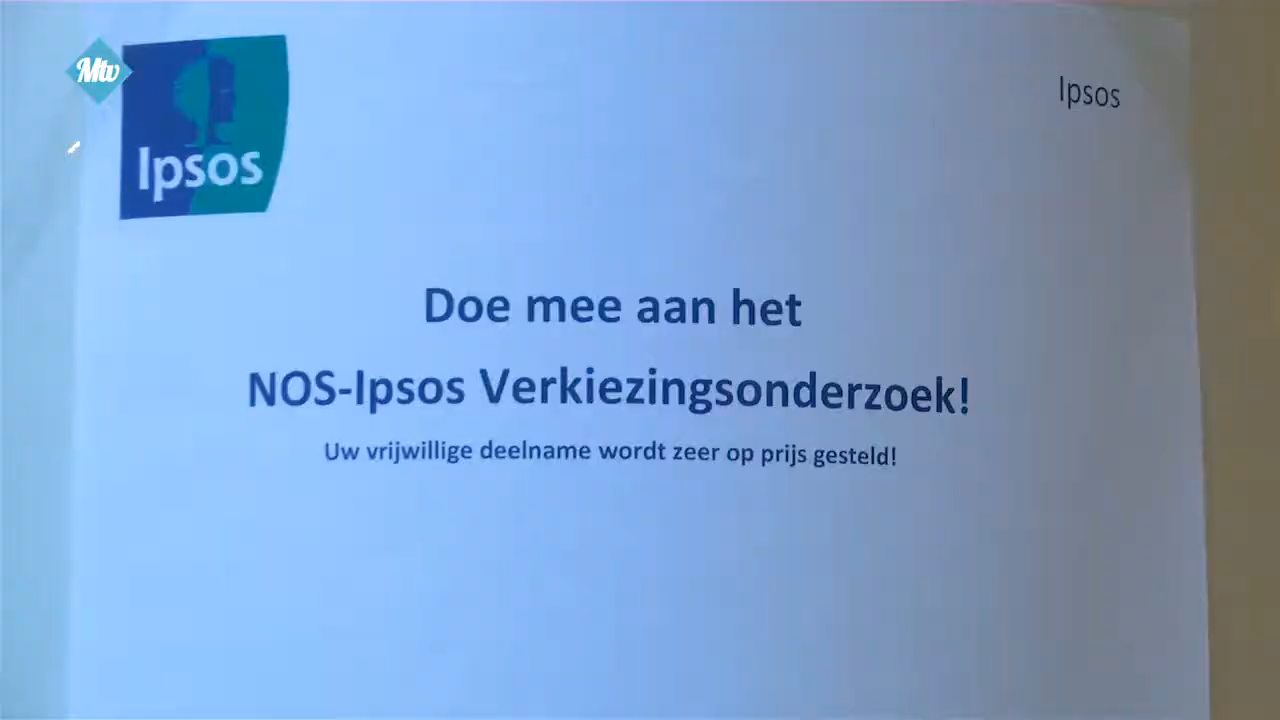 Mtv
Ipsos
Ipsos
Doe mee aan het
NOS-Ipsos Verkiezingsonderzoek!
Uw vrijwillige deelname wordt zeer op prijs gesteld!